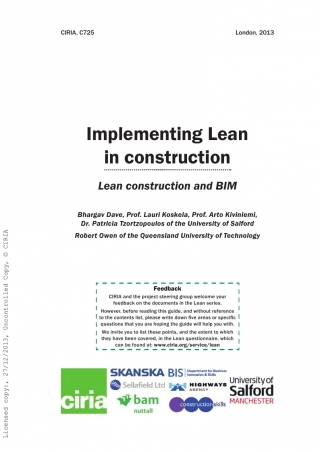 CIRIA, C725 London, 2013
Implementing Lean
in construction
Lean construction and BIM
Bhargav Dave, Prof. Lauri Koskela, Prof. Arto Kiviniemi,
Dr. Patricia Tzortzopoulos of the University of Salford
Robert Owen of the Queensland University of Technology
Feedback
CIRIA and the project steering group welcome your
feedback on the documents in the Lean series.
However, before reading this guide, and without reference
to the contents list, please write down five areas or specific
questions that you are hoping the guide will help you with.
We invite you to list these points, and the extent to which
they have been covered, in the Lean questionnaire, which
can be found at: www.ciria.org/service/lean
ciria
SKANSKA
BIS | Department for Business
Innovation & Skills
Sellafield Ltd
HIGHWAYS
AGENCY
bam
nuttall
constructionskills
University of
Salford
MANCHESTER
Licensed copy, 27/12/2013, Uncontrolled Copy, © CIRIA